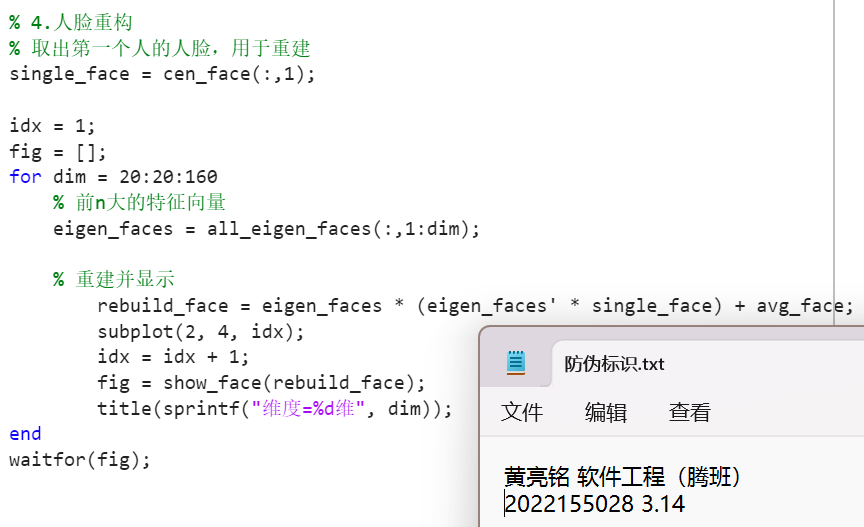 % 4.人脸重构
% 取出第一个人的人脸，用于重建
single_face = cen_face(:,1);
idx = 1;
fig = [];
for dim = 20:20:160
% 前n大的特征向量
eigen_faces = all_eigen_faces(:,1:dim);
% 重建并显示
rebuild_face = eigen_faces * (eigen_faces' * single_face) + avg_face;
subplot(2, 4, idx);
idx = idx + 1;
fig = show_face(rebuild_face);
title(sprintf("维度=%d维", dim));
end
waitfor(fig);
防伪标识.txt
文件 编辑 查看
黄亮铭 软件工程（腾班）
2022155028 3.14